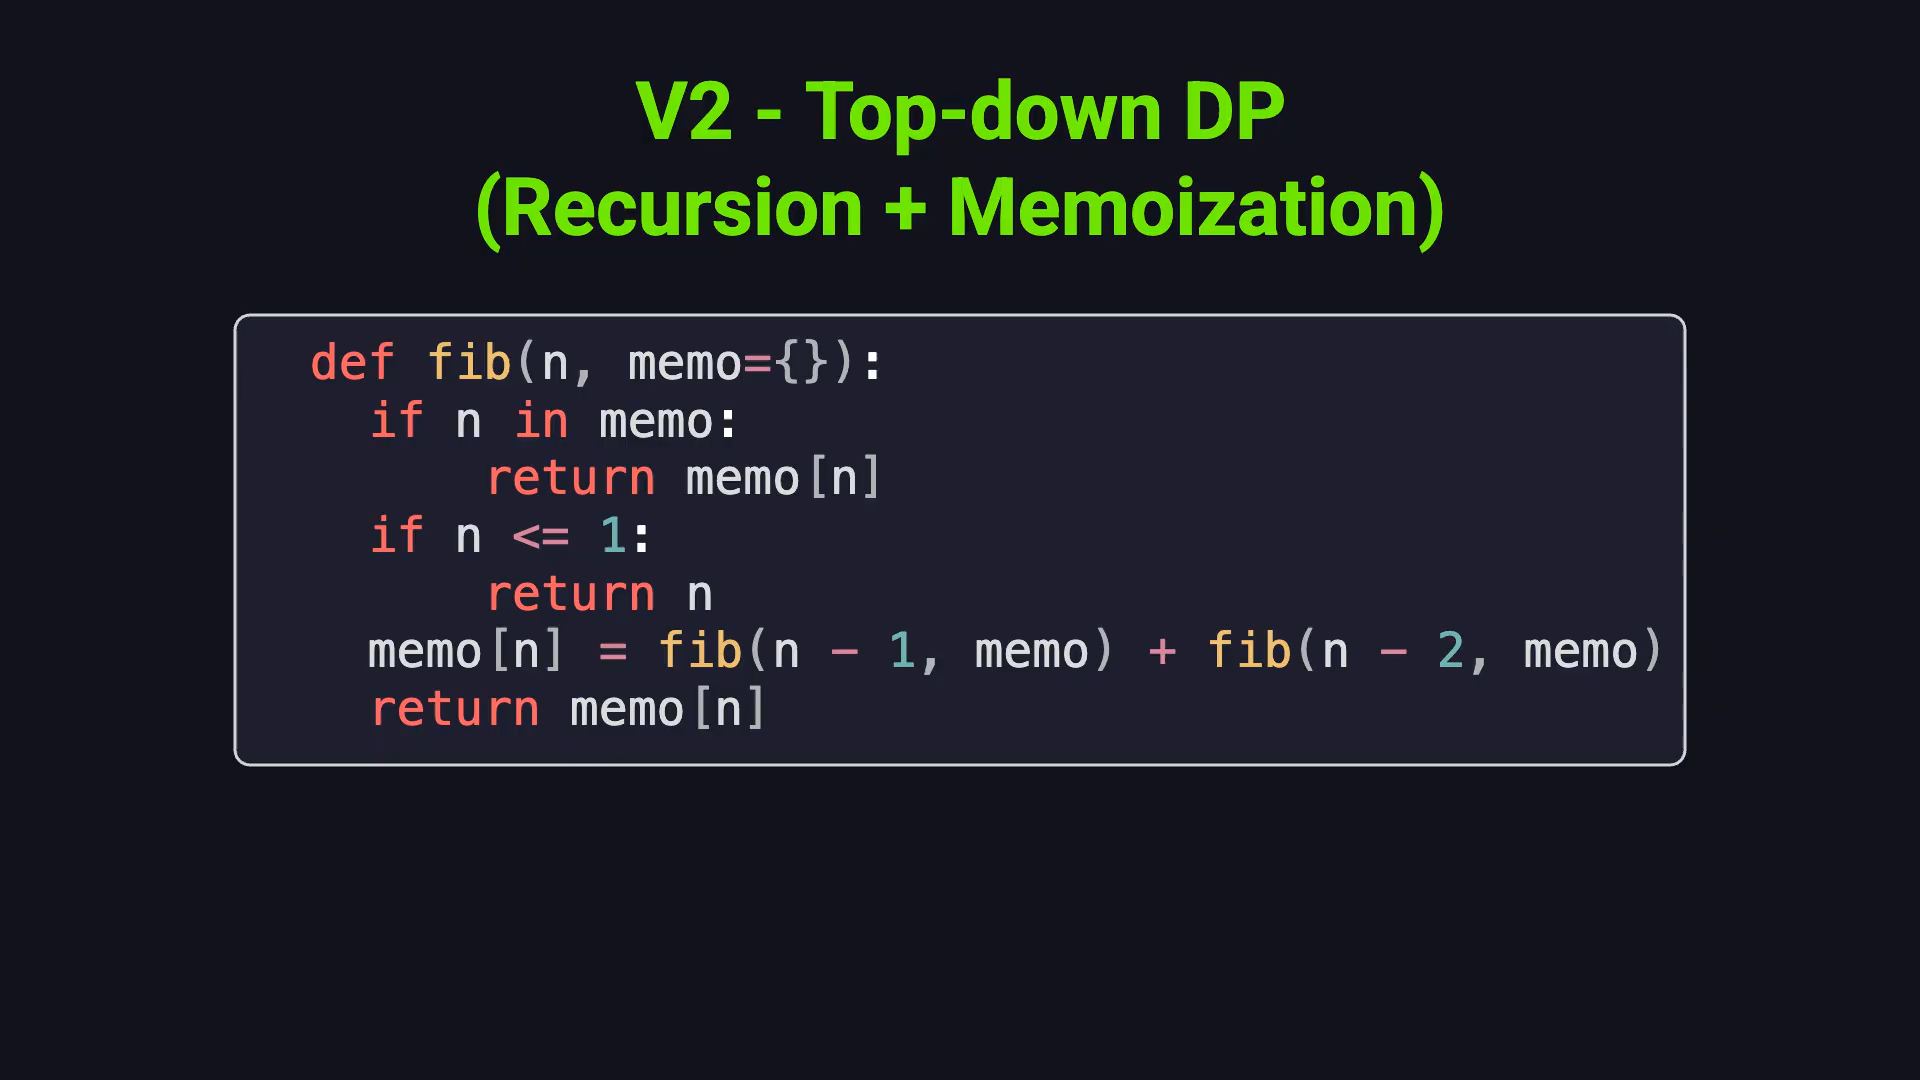 V2 - Top-down DP
(Recursion + Memoization)
def fib(n, memo={}):
  if n in memo:
      return memo[n]
  if n <= 1:
      return n
  memo[n] = fib(n - 1, memo) + fib(n - 2, memo)
  return memo[n]